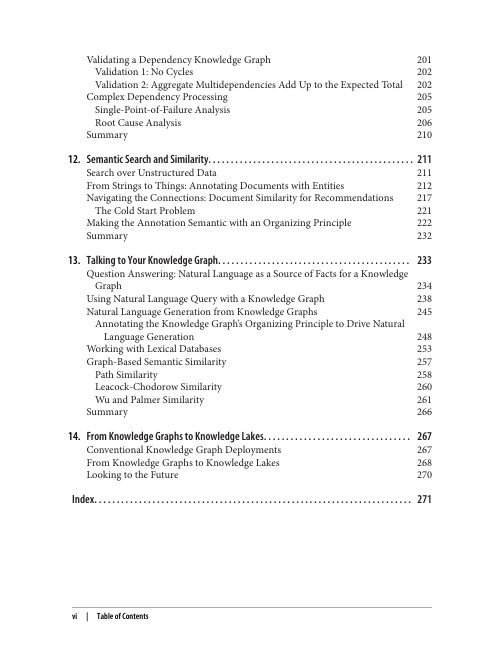 Validating a Dependency Knowledge Graph 201
Validation 1: No Cycles 202
Validation 2: Aggregate Multidependencies Add Up to the Expected Total 202
Complex Dependency Processing 205
Single-Point-of-Failure Analysis 205
Root Cause Analysis 206
Summary 210
12. Semantic Search and Similarity. . . . . . . . . . . . . . . . . . . . . . . . . . . . . . . . . . . . . . . . . . . . . . 211
Search over Unstructured Data 211
From Strings to Things: Annotating Documents with Entities 212
Navigating the Connections: Document Similarity for Recommendations 217
The Cold Start Problem 221
Making the Annotation Semantic with an Organizing Principle 222
Summary 232
13. Talking to Your Knowledge Graph. . . . . . . . . . . . . . . . . . . . . . . . . . . . . . . . . . . . . . . . . . . 233
Question Answering: Natural Language as a Source of Facts for a Knowledge
Graph 234
Using Natural Language Query with a Knowledge Graph 238
Natural Language Generation from Knowledge Graphs 245
Annotating the Knowledge Graph's Organizing Principle to Drive Natural
Language Generation 248
Working with Lexical Databases 253
Graph-Based Semantic Similarity 257
Path Similarity 258
Leacock-Chodorow Similarity 260
Wu and Palmer Similarity 261
Summary 266
14. From Knowledge Graphs to Knowledge Lakes. . . . . . . . . . . . . . . . . . . . . . . . . . . . . . . . . 267
Conventional Knowledge Graph Deployments 267
From Knowledge Graphs to Knowledge Lakes 268
Looking to the Future 270
Index. . . . . . . . . . . . . . . . . . . . . . . . . . . . . . . . . . . . . . . . . . . . . . . . . . . . . . . . . . . . . . . . . . . . . . . 271
vi | Table of Contents